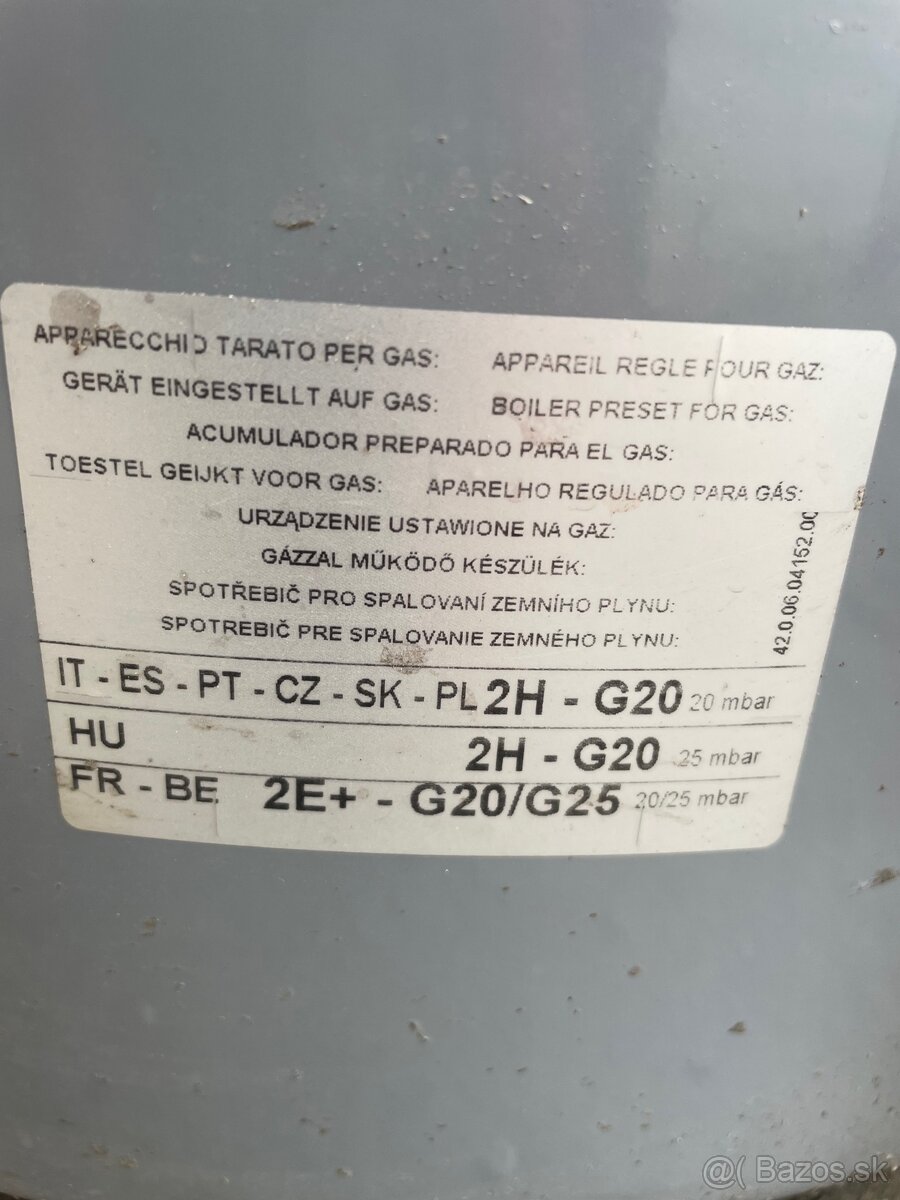 APPARECCHIO TARATO PER GAS: APPAREIL REGLE POUR GAZ:
GERÄT EINGESTELLT AUF GAS: BOILER PRESET FOR GAS:
ACUMULADOR PREPARADO PARA EL GAS:
TOESTEL GEIJKT VOOR GAS: APARELHO REGULADO PARA GÁS:
URZĄDZENIE USTAWIONE NA GAZ:
GÁZZAL MŰKÖDŐ KÉSZÜLÉK:
SPOTŘEBIČ PRO SPALOVANÍ ZEMNÍHO PLYNU:
SPOTREBIČ PRE SPALOVANIE ZEMNÉHO PLYNU:
42.0.06.04152.00
IT - ES - PT - CZ - SK - PL 2H - G20 20 mbar
HU 2H - G20 25 mbar
FR - BE 2E+ - G20/G25 20/25 mbar
@( Bazos.sk